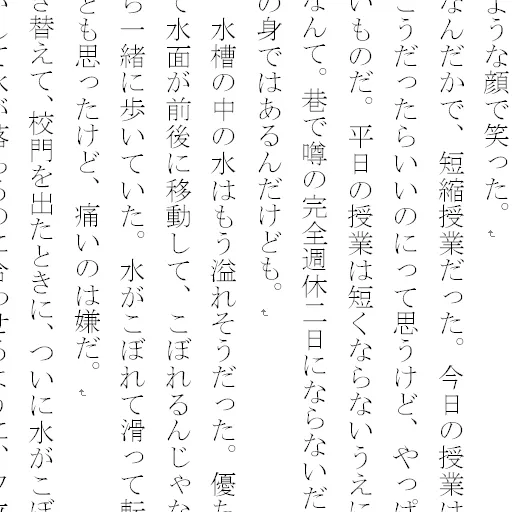 ような顔で笑った。
なんだかで、短縮授業だった。今日の授業は
こうだったらいいのにって思うけど、やっぱ
いものだ。平日の授業は短くならないうえに
なんて。巷で噂の完全週休二日にならないだ
の身ではあるんだけども。
水槽の中の水はもう溢れそうだった。優た
て水面が前後に移動して、こぼれるんじゃな
ら一緒に歩いていた。水がこぼれて滑って転
とも思ったけど、痛いのは嫌だ。
き替えて、校門を出たときに、ついに水がこぼ